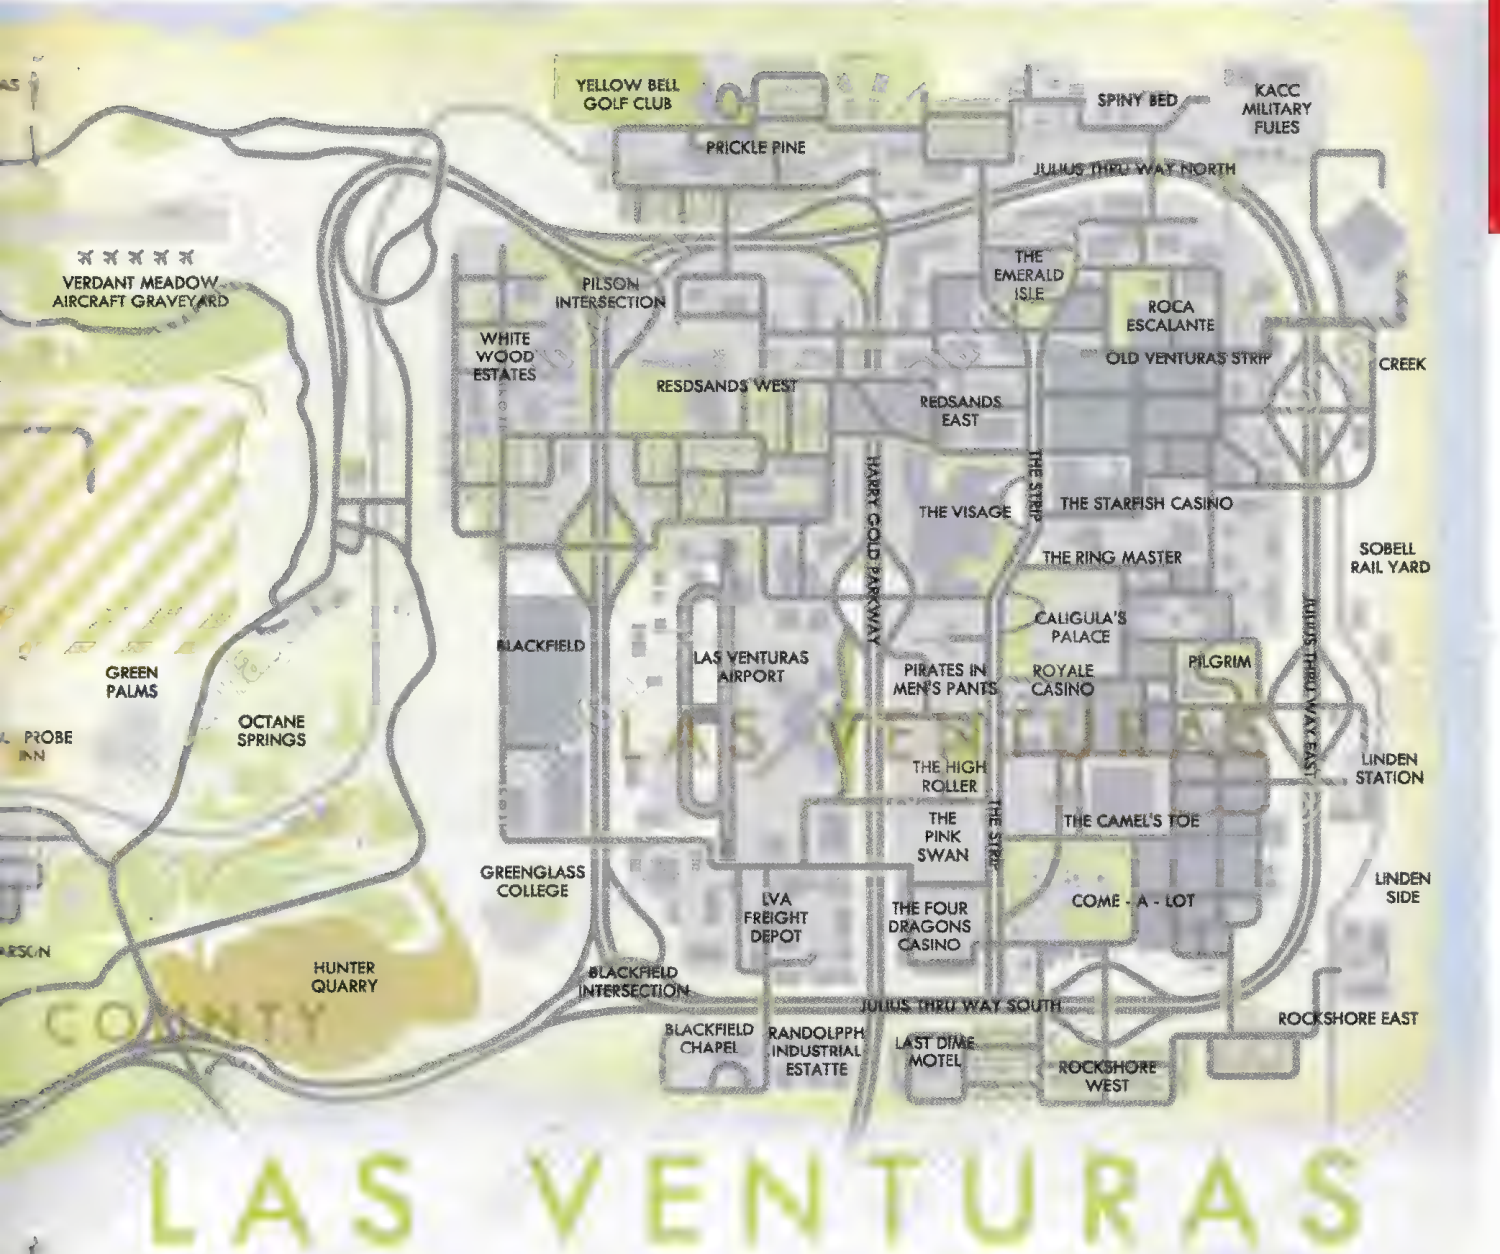 YELLOW BELL
GOLF CLUB
SPINY BED
KACC
MILITARY
FULES
PRICKLE PINE
JULIUS THRU WAY NORTH
VERDANT MEADOW
AIRCRAFT GRAVEYARD
PILSON
INTERSECTION
THE
EMERALD
ISLE
ROCA
ESCALANTE
WHITE
WOOD
ESTATES
OLD VENTURAS STRIP
CREEK
RESDSANDS WEST
REDSANDS
EAST
HARRY GOLD PARKWAY
THE STRIP
THE VISAGE
THE STARFISH CASINO
THE RING MASTER
SOBELL
RAIL YARD
JULIUS THRU WAY EAST
CALIGULA'S
PALACE
BLACKFIELD
LAS VENTURAS
AIRPORT
PIRATES IN
MEN'S PANTS
ROYALE
CASINO
PILGRIM
GREEN
PALMS
OCTANE
SPRINGS
LAS VENTURAS
PROBE
INN
THE HIGH
ROLLER
LINDEN
STATION
THE STRIP
THE
PINK
SWAN
THE CAMEL'S TOE
GREENGLASS
COLLEGE
LINDEN
SIDE
LVA
FREIGHT
DEPOT
THE FOUR
DRAGONS
CASINO
COME - A - LOT
HUNTER
QUARRY
COUNTY
BLACKFIELD
INTERSECTION
JULIUS THRU WAY SOUTH
ROCKSHORE EAST
BLACKFIELD
CHAPEL
RANDOLPPH
INDUSTRIAL
ESTATTE
LAST DIME
MOTEL
ROCKSHORE
WEST
LAS VENTURAS